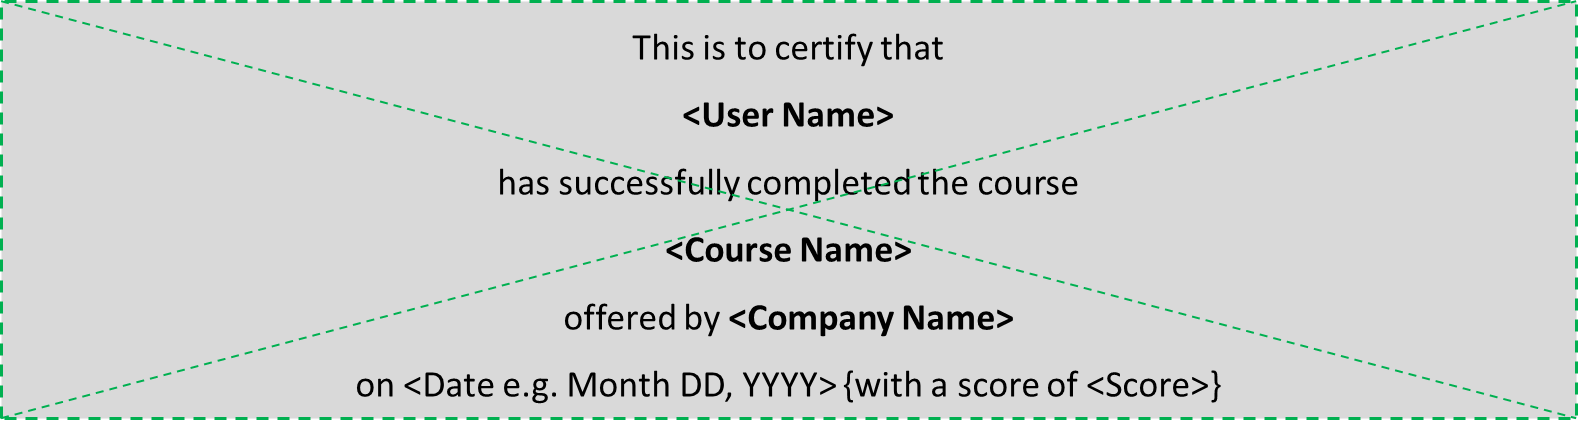 This is to certify that
<User Name>
has successfully completed the course
<Course Name>
offered by <Company Name>
on <Date e.g. Month DD, YYYY> {with a score of <Score>}